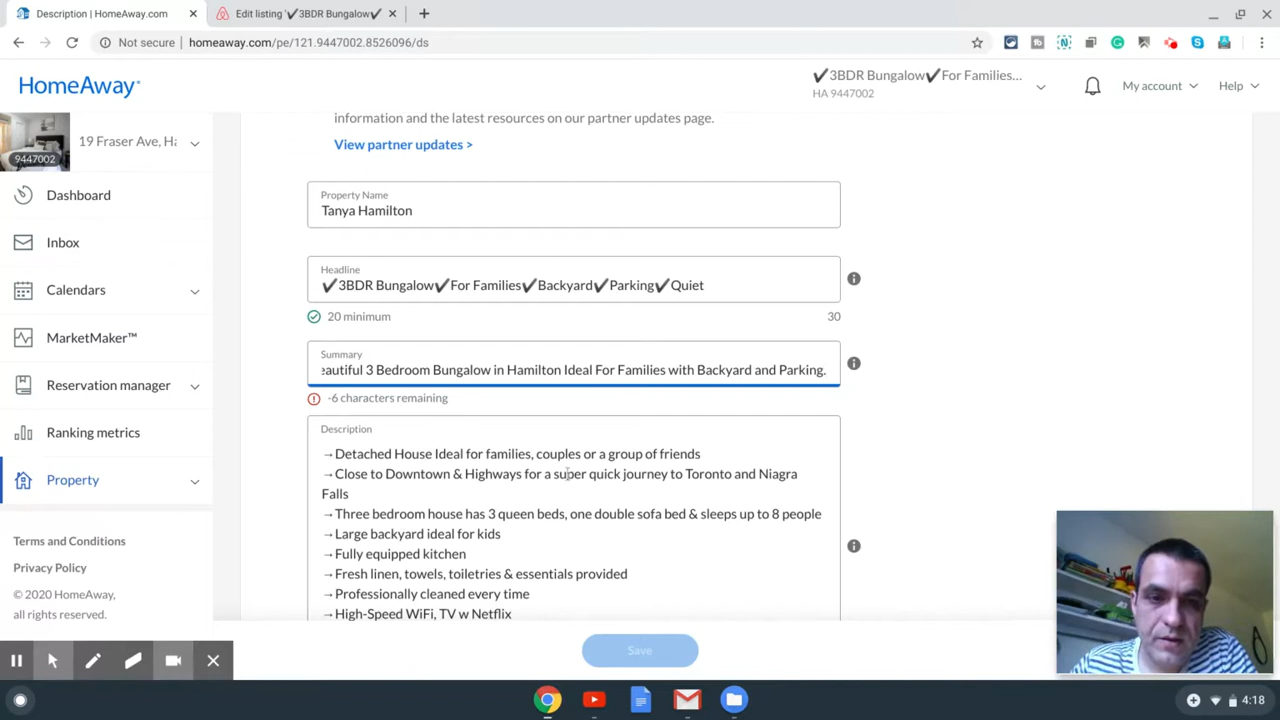 Description | HomeAway.com
Edit listing '✔3BDR Bungalow✔
Not secure | homeaway.com/pe/121.9447002.8526096/ds
HomeAway
✔3BDR Bungalow✔For Families...
HA 9447002
My account
Help
9447002
19 Fraser Ave, Ha
Dashboard
Inbox
Calendars
MarketMaker™
Reservation manager
Ranking metrics
Property
Terms and Conditions
Privacy Policy
© 2020 HomeAway,
all rights reserved.
information and the latest resources on our partner updates page.
View partner updates >
Property Name
Tanya Hamilton
Headline
✔3BDR Bungalow✔For Families✔Backyard✔Parking✔Quiet
20 minimum
30
Summary
eautiful 3 Bedroom Bungalow in Hamilton Ideal For Families with Backyard and Parking.
-6 characters remaining
Description
→Detached House Ideal for families, couples or a group of friends
→Close to Downtown & Highways for a super quick journey to Toronto and Niagra
Falls
→Three bedroom house has 3 queen beds, one double sofa bed & sleeps up to 8 people
→Large backyard ideal for kids
→Fully equipped kitchen
→Fresh linen, towels, toiletries & essentials provided
→Professionally cleaned every time
→High-Speed WiFi, TV w Netflix
Save
4:18